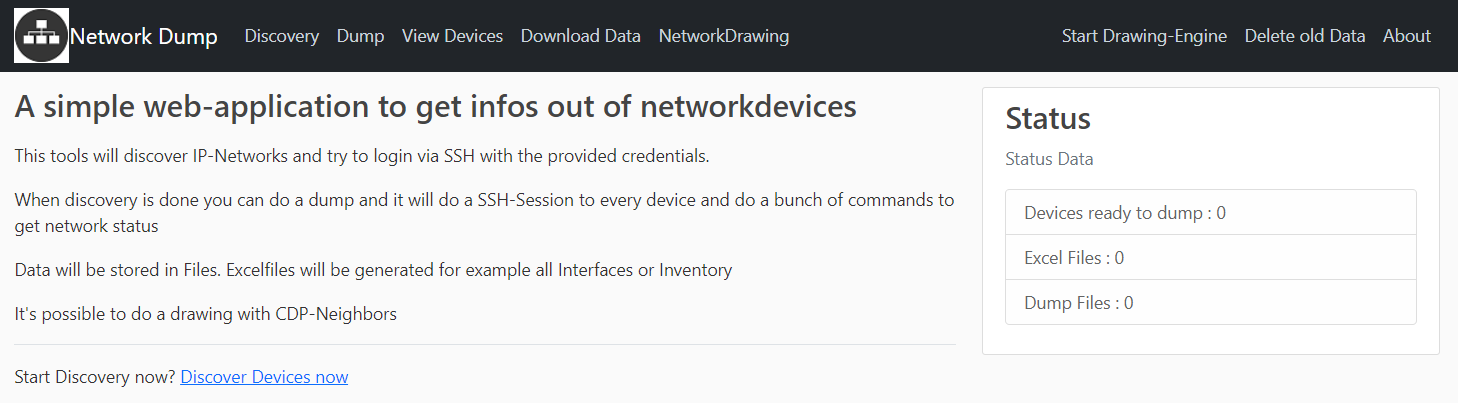 Network Dump Discovery Dump View Devices Download Data NetworkDrawing Start Drawing-Engine Delete old Data About
A simple web-application to get infos out of networkdevices
This tools will discover IP-Networks and try to login via SSH with the provided credentials.
When discovery is done you can do a dump and it will do a SSH-Session to every device and do a bunch of commands to
get network status
Data will be stored in Files. Excelfiles will be generated for example all Interfaces or Inventory
It's possible to do a drawing with CDP-Neighbors
Start Discovery now? Discover Devices now
Status
Status Data
Devices ready to dump : 0
Excel Files : 0
Dump Files : 0